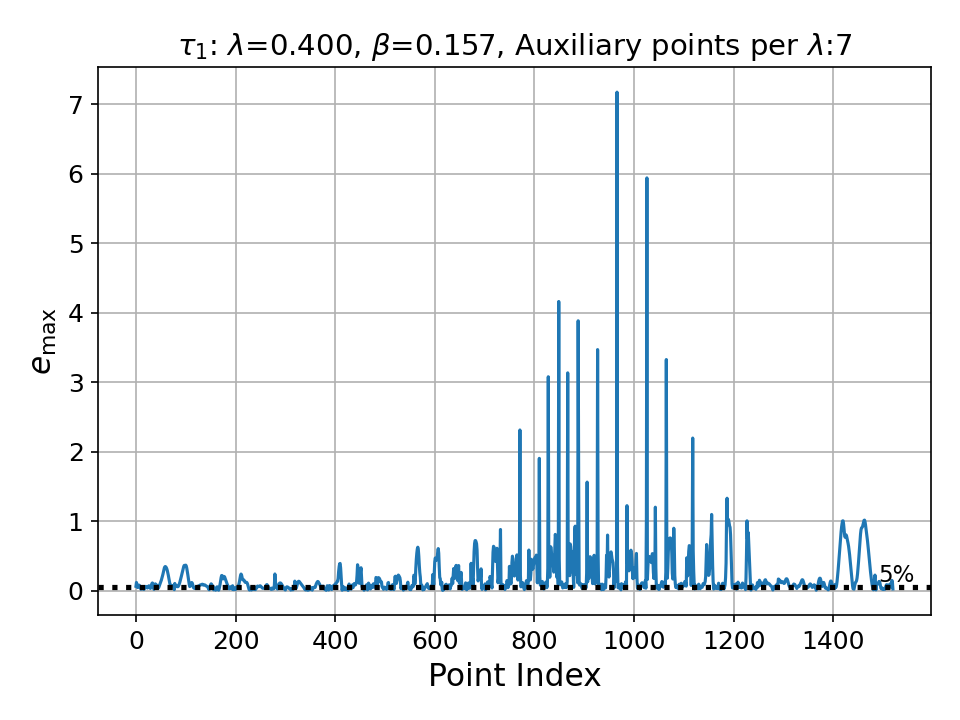 τ₁: λ=0.400, β=0.157, Auxiliary points per λ:7
e_max
7
6
5
4
3
2
1
0
5%
0 200 400 600 800 1000 1200 1400
Point Index